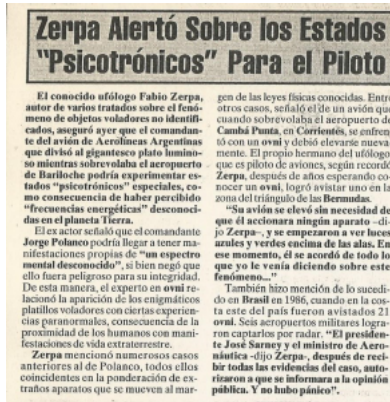 Zerpa Alertó Sobre los Estados
"Psicotrónicos" Para el Piloto
El conocido ufólogo Fabio Zerpa,
autor de varios tratados sobre el fenó-
meno de objetos voladores no identifi-
cados, aseguró ayer que el comandan-
te del avión de Aerolíneas Argentinas
que divisó al gigantesco plato lumino-
so mientras sobrevolaba el aeropuerto
de Bariloche podría experimentar es-
tados "psicotrónicos" especiales, co-
mo consecuencia de haber percibido
"frecuencias energéticas" desconoci-
das en el planeta Tierra.
El ex actor señaló que el comandante
Jorge Polanco podría llegar a tener ma-
nifestaciones propias de "un espectro
mental desconocido", si bien negó que
ello fuera peligroso para su integridad.
De esta manera, el experto en ovni re-
lacionó la aparición de los enigmáticos
platillos voladores con ciertas experien-
cias paranormales, consecuencia de la
proximidad de los humanos con mani-
festaciones de vida extraterrestre.
Zerpa mencionó numerosos casos
anteriores al de Polanco, todos ellos
coincidentes en la ponderación de ex-
traños aparatos que se mueven al mar-
gen de las leyes físicas conocidas. Entre
otros casos, señaló el de un avión que
cuando sobrevolaba el aeropuerto de
Cambá Punta, en Corrientes, se enfren-
tó con un ovni y debió elevarse nueva-
mente. El propio hermano del ufólogo,
que es piloto de aviones, según recordó
Zerpa, después de años esperando co-
nocer un ovni, logró avistar uno en la
zona del triángulo de las Bermudas.
"Su avión se elevó sin necesidad de
que él accionara ningún aparato -di-
jo Zerpa-, y se empezaron a ver luces
azules y verdes encima de las alas. En
ese momento, él se acordó de todo lo
que yo le venía diciendo sobre este
fenómeno..."
También hizo mención de lo sucedi-
do en Brasil en 1986, cuando en la cos-
ta este del país fueron avistados 21
ovni. Seis aeropuertos militares logra-
ron captarlos por radar. "El presiden-
te José Sarney y el ministro de Aero-
náutica -dijo Zerpa-, después de reci-
bir todas las evidencias del caso, auto-
rizaron a que se informara a la opinión
pública. Y no hubo pánico".